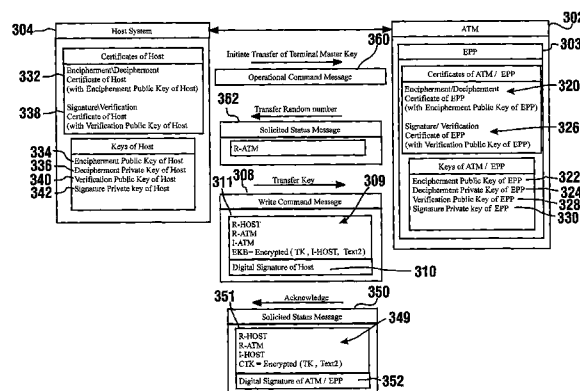 304
Host System
ATM
302
EPP
303
Certificates of Host
332
Encipherment\Decipherment
Certificate of Host
(with Encipherment Public Key of Host)
338
Signature\Verification
Certificate of Host
(with Verification Public Key of Host)
Keys of Host
334
Encipherment Public Key of Host
336
Decipherment Private Key of Host
340
Verification Public Key of Host
342
Signature Private key of Host
Initiate Transfer of Terminal Master Key
360
Operational Command Message
362
Transfer Random number
Solicited Status Message
R-ATM
308
Transfer Key
311
Write Command Message
309
R-HOST
R-ATM
I-ATM
EKB= Encrypted ( TK , I-HOST, Text2)
Digital Signature of Host
310
Acknowledge
350
351
Solicited Status Message
349
R-HOST
R-ATM
I-HOST
CTK = Encrypted ( TK , Text2)
Digital Signature of ATM / EPP
352
Certificates of ATM / EPP
Encipherment/Decipherment
320
Certificate of EPP
(with Encipherment Public Key of EPP)
Signature/ Verification
326
Certificate of EPP
(with Verification Public Key of EPP)
Keys of ATM / EPP
Encipherment Public Key of EPP
322
Decipherment Private Key of EPP
324
Verification Public Key of EPP
328
Signature Private key of EPP
330